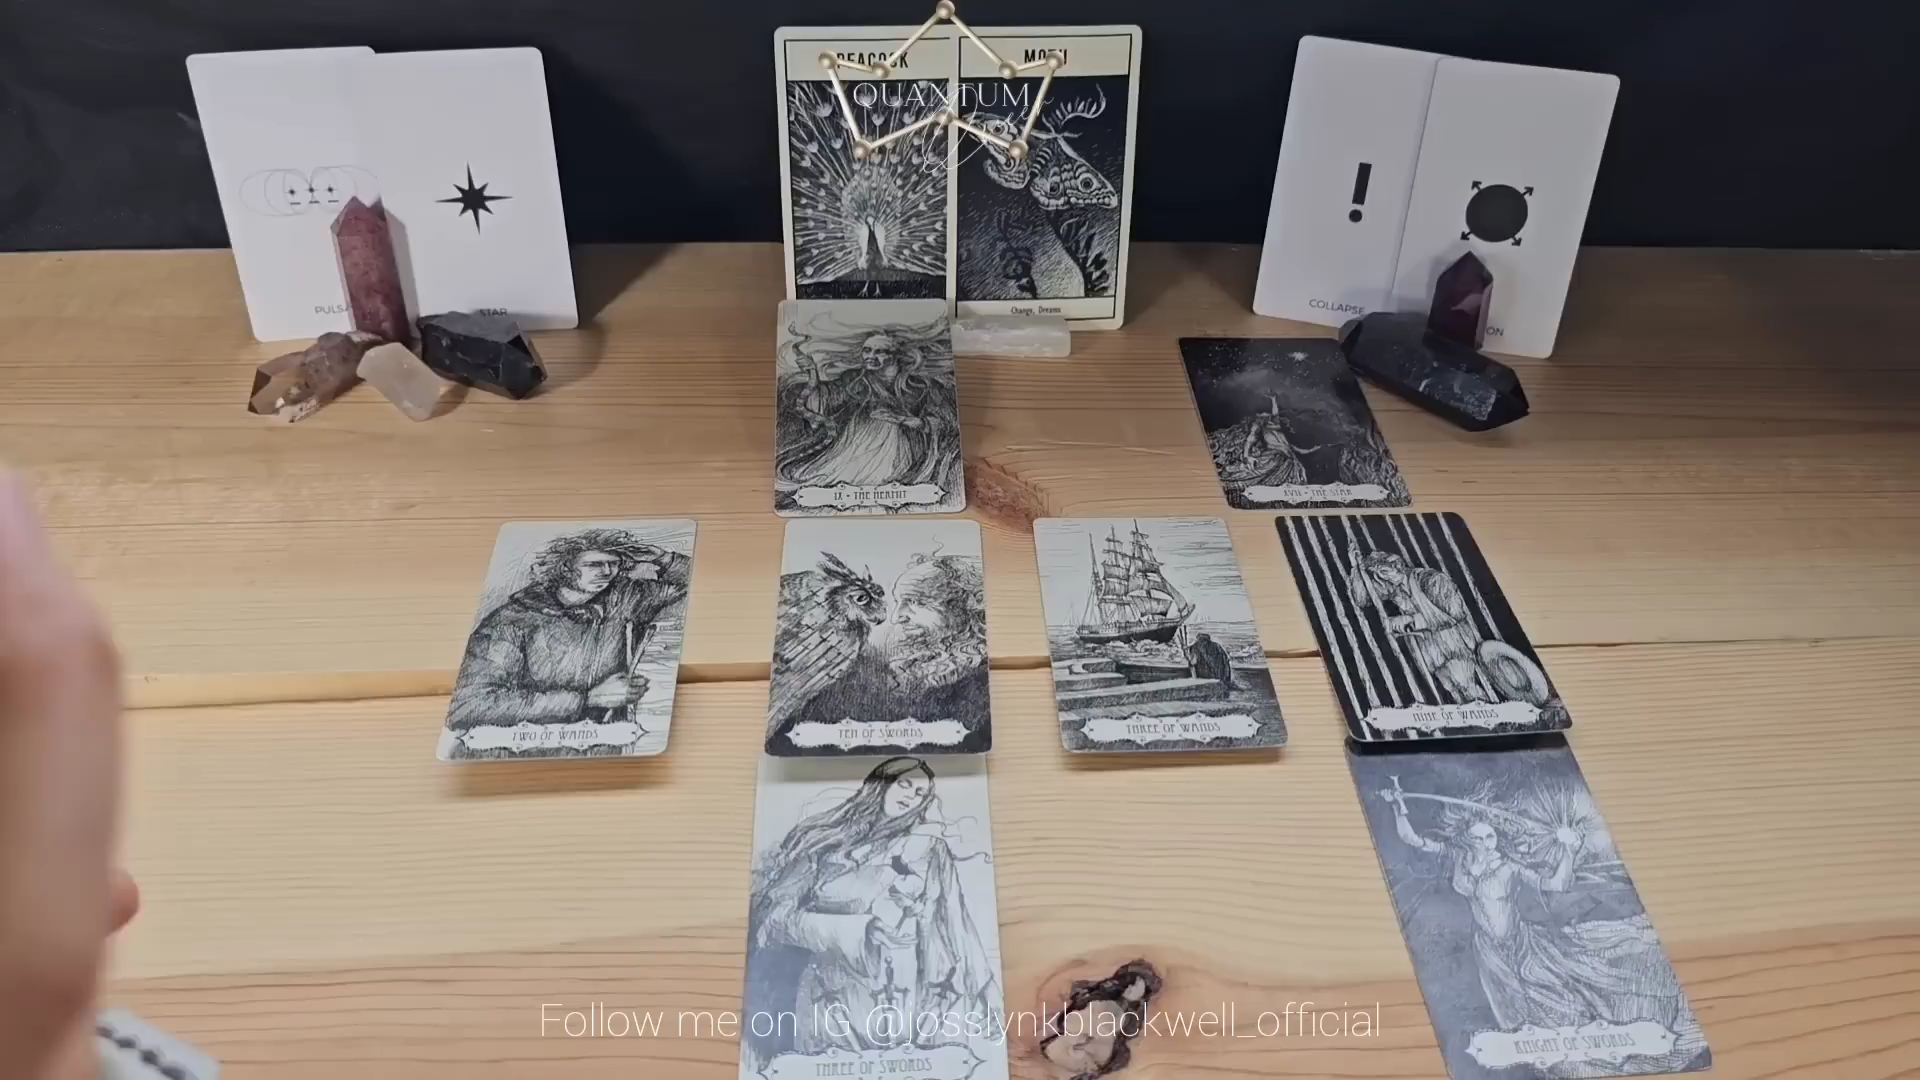 PEACOCK
MOTH
QUANTUM
Queen
PULSA
STAR
Change, Dreams
COLLAPSE
ON
IX • THE HERMIT
XVII • THE STAR
TWO OF WANDS
TEN OF SWORDS
THREE OF WANDS
NINE OF WANDS
Follow me on IG @josslynkblackwell_official
THREE OF SWORDS
KNIGHT OF SWORDS